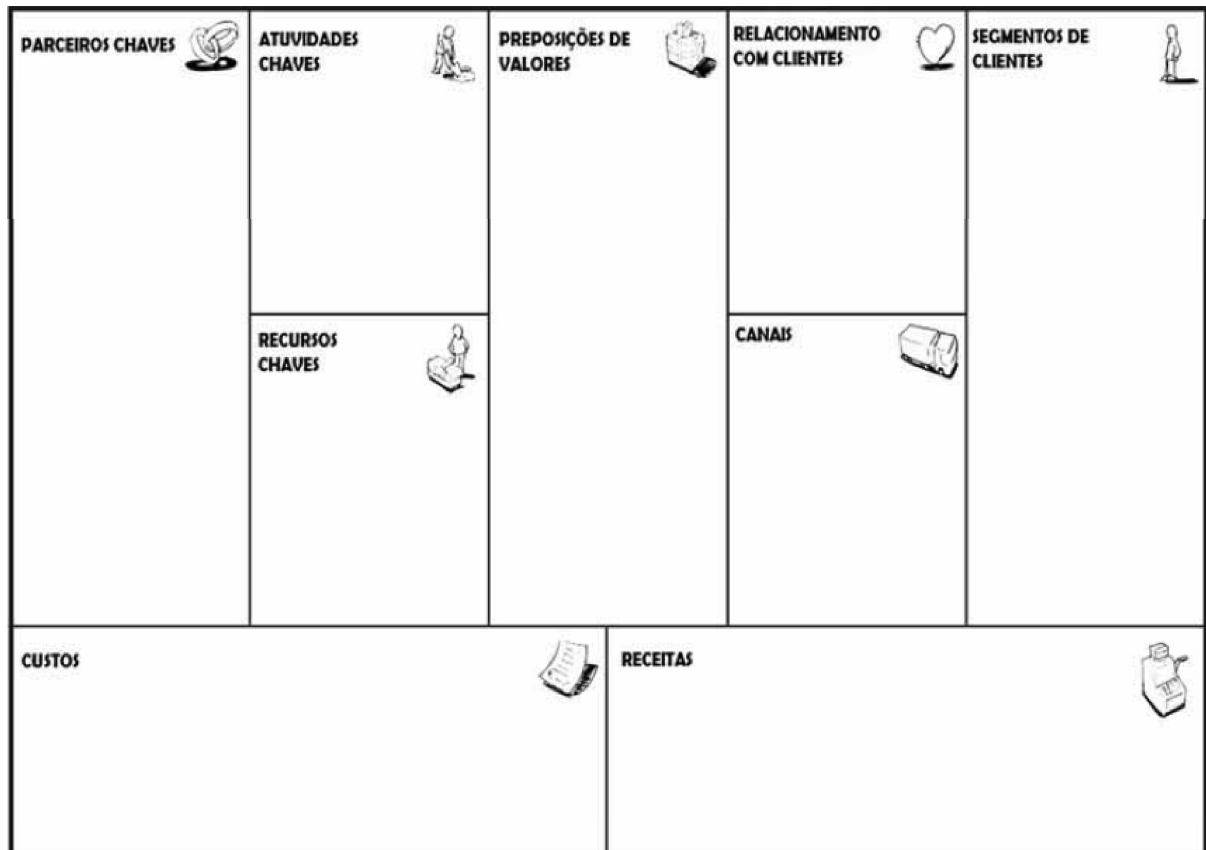 PARCEIROS CHAVES
ATUVIDADES
CHAVES
PREPOSIÇÕES DE
VALORES
RELACIONAMENTO
COM CLIENTES
SEGMENTOS DE
CLIENTES
RECURSOS
CHAVES
CANAIS
CUSTOS
RECEITAS